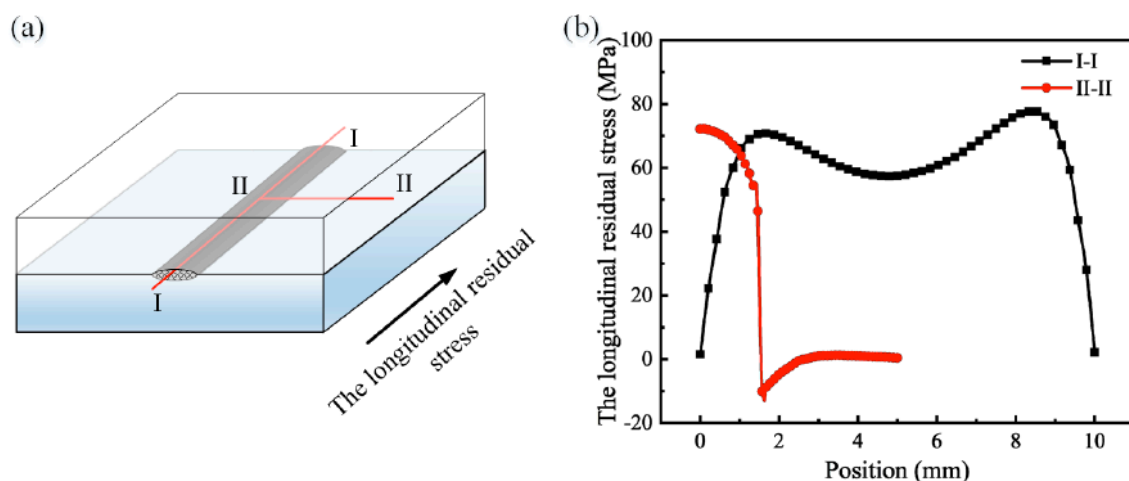 (a)
I
II
II
I
The longitudinal residual
stress
(b)
The longitudinal residual stress (MPa)
100
80
60
40
20
0
-20
I-I
II-II
0
2
4
6
8
10
Position (mm)